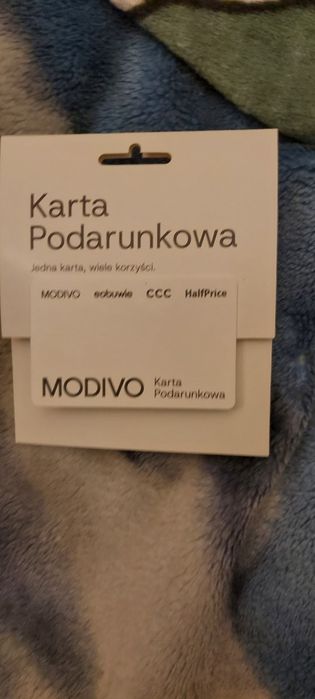 Karta
Podarunkowa
Jedna karta, wiele korzyści.
MODIVO eobuwie CCC HalfPrice
MODIVO Karta
Podarunkowa